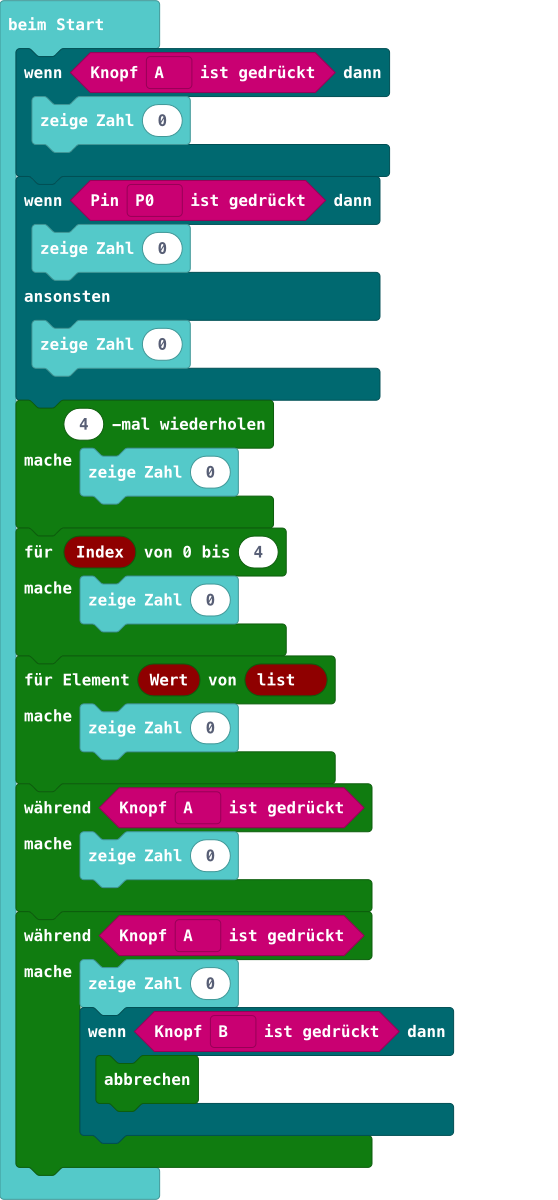 beim Start
wenn Knopf A ist gedrückt dann
zeige Zahl 0
wenn Pin P0 ist gedrückt dann
zeige Zahl 0
ansonsten
zeige Zahl 0
4 –mal wiederholen
mache zeige Zahl 0
für Index von 0 bis 4
mache zeige Zahl 0
für Element Wert von list
mache zeige Zahl 0
während Knopf A ist gedrückt
mache zeige Zahl 0
während Knopf A ist gedrückt
mache zeige Zahl 0
wenn Knopf B ist gedrückt dann
abbrechen